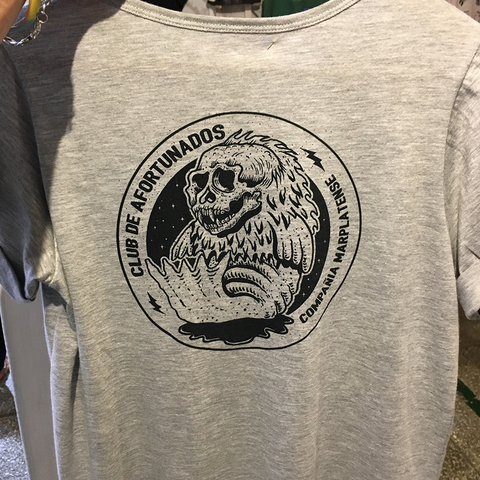 CLUB DE AFORTUNADOS
COMPAÑIA MARPLATENSE